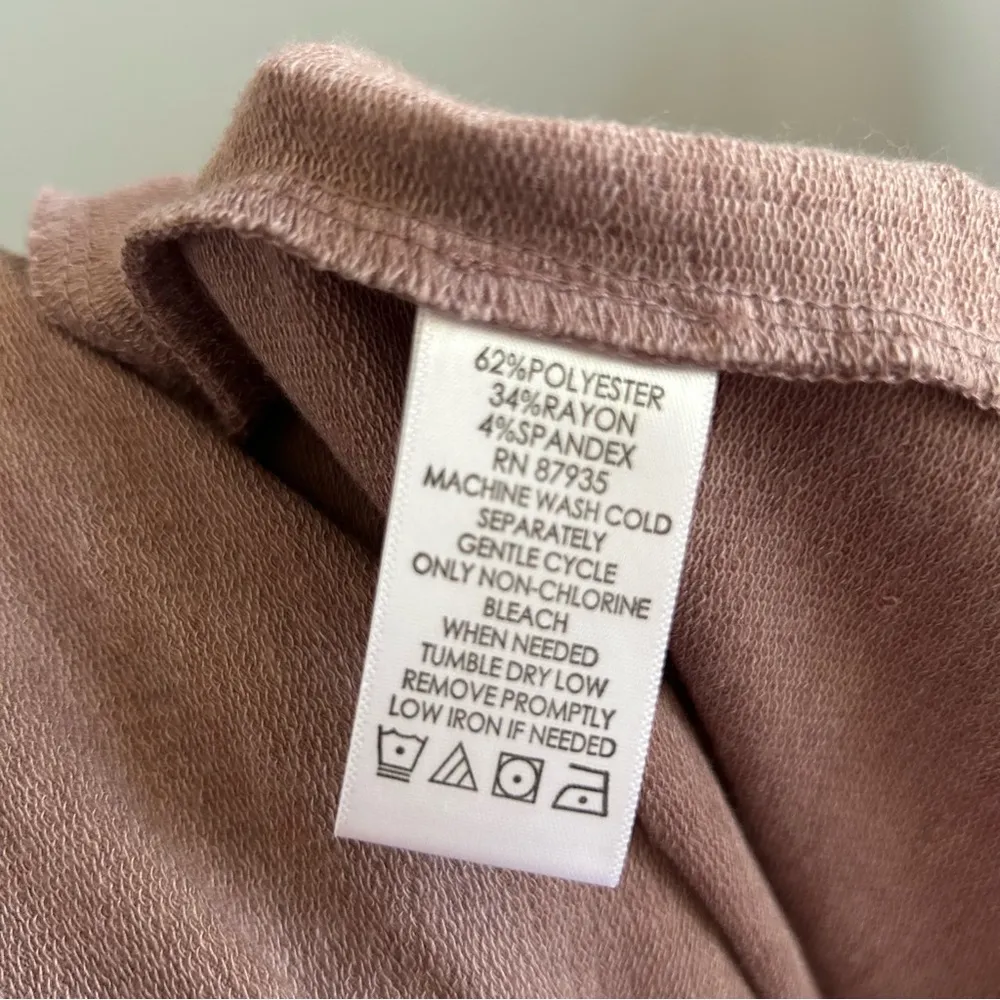 62%POLYESTER
34%RAYON
4%SPANDEX
RN 87935
MACHINE WASH COLD
SEPARATELY
GENTLE CYCLE
ONLY NON-CHLORINE
BLEACH
WHEN NEEDED
TUMBLE DRY LOW
REMOVE PROMPTLY
LOW IRON IF NEEDED